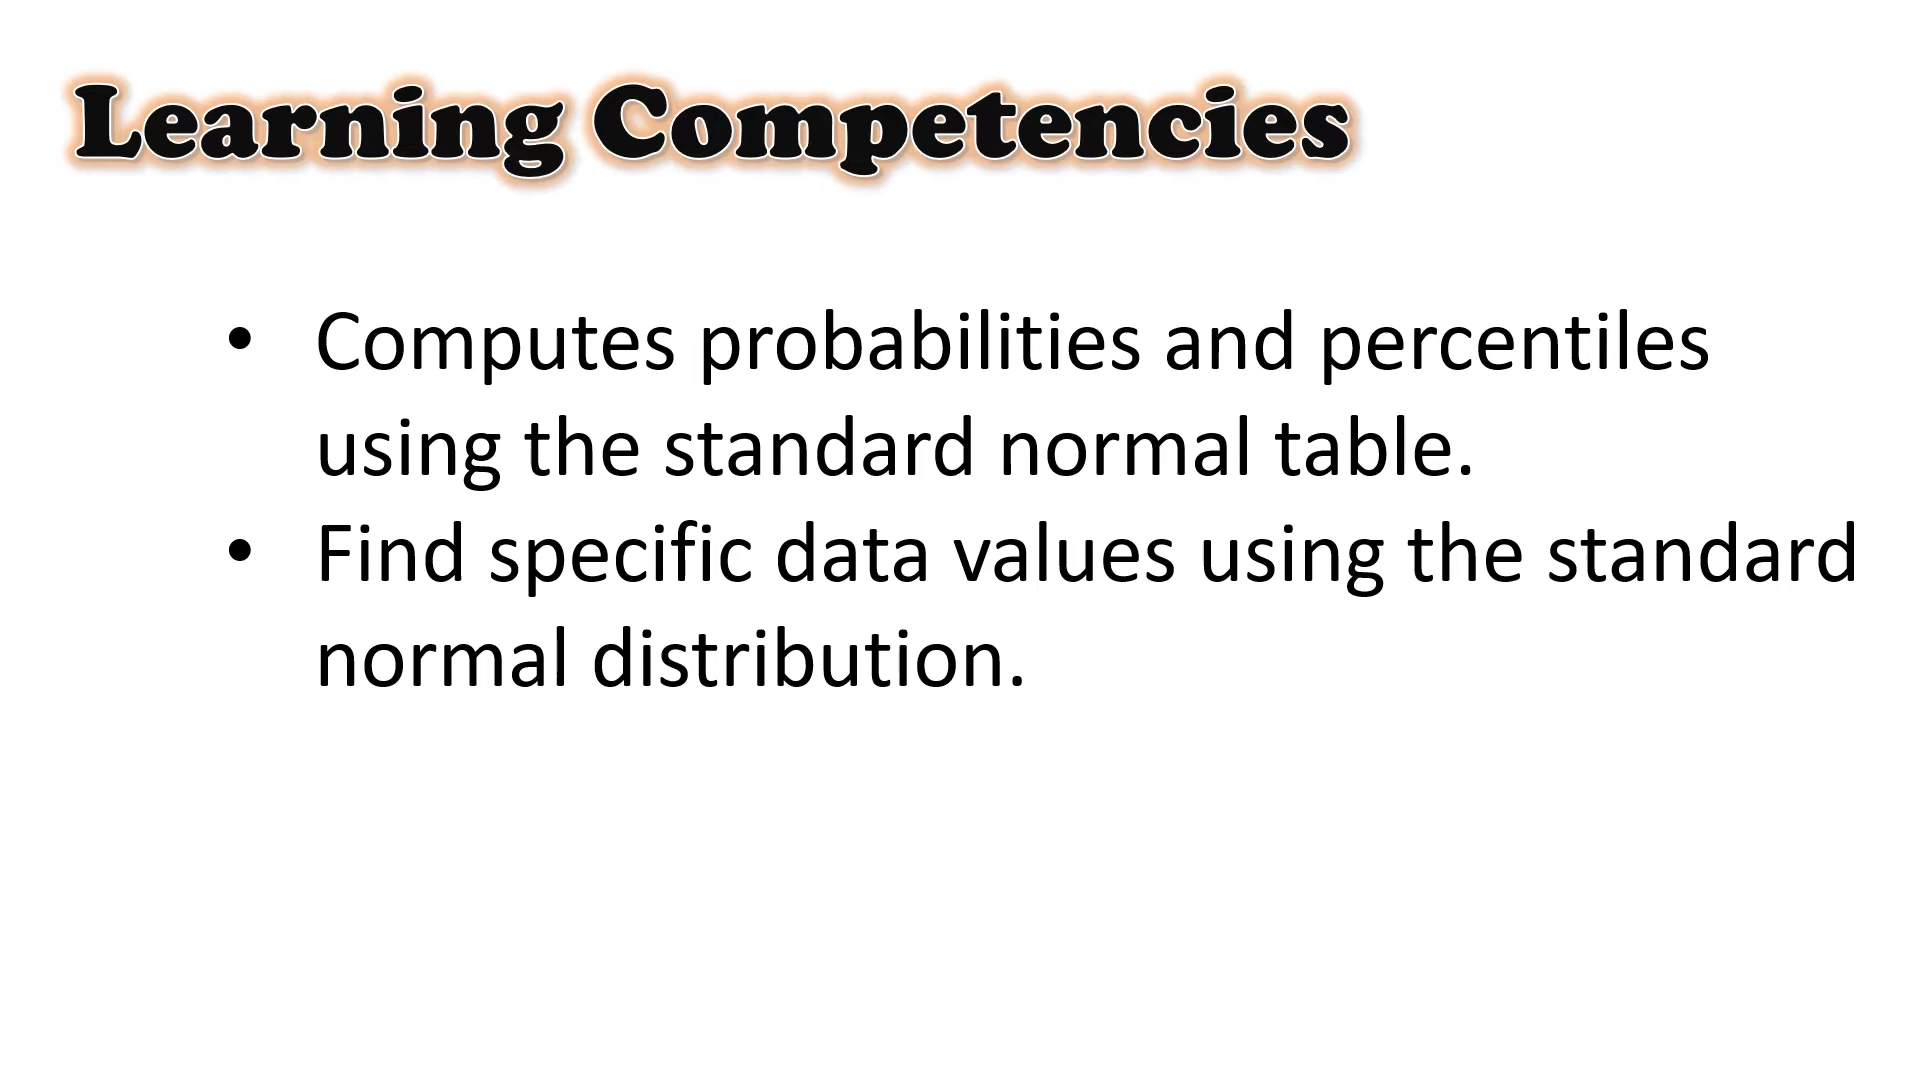 Learning Competencies
• Computes probabilities and percentiles
using the standard normal table.
• Find specific data values using the standard
normal distribution.